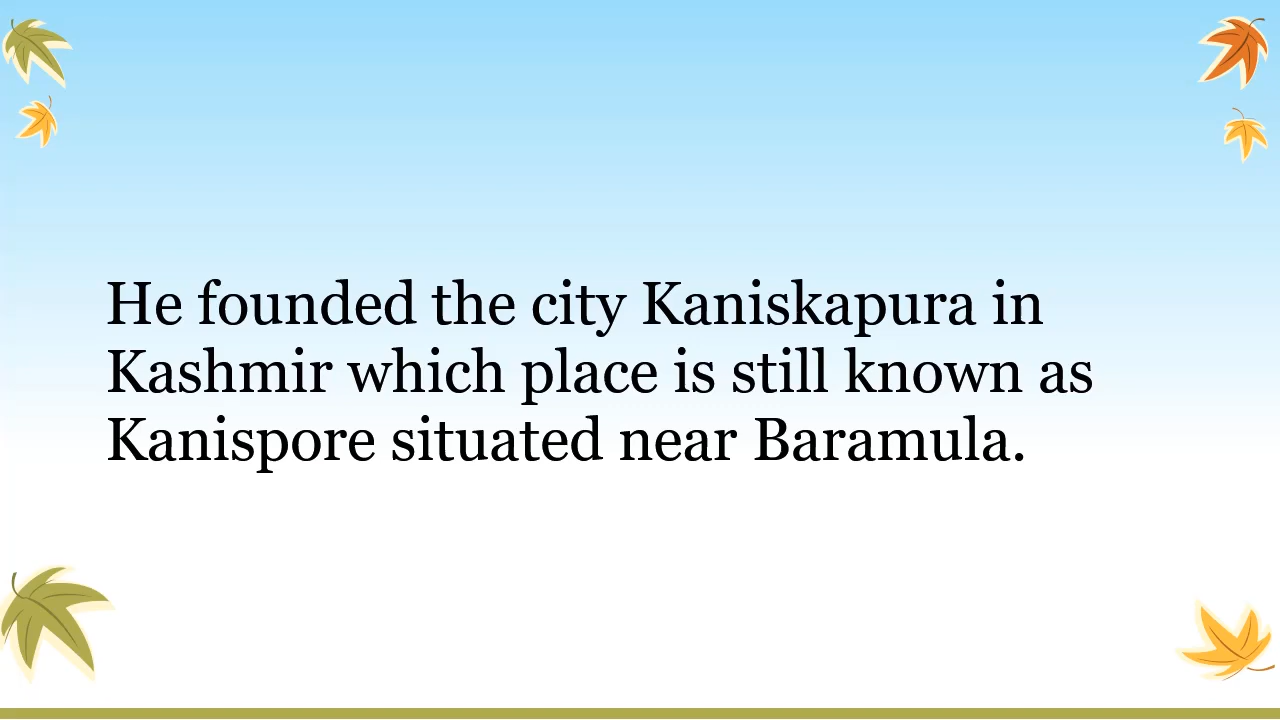 He founded the city Kaniskapura in
Kashmir which place is still known as
Kanispore situated near Baramula.